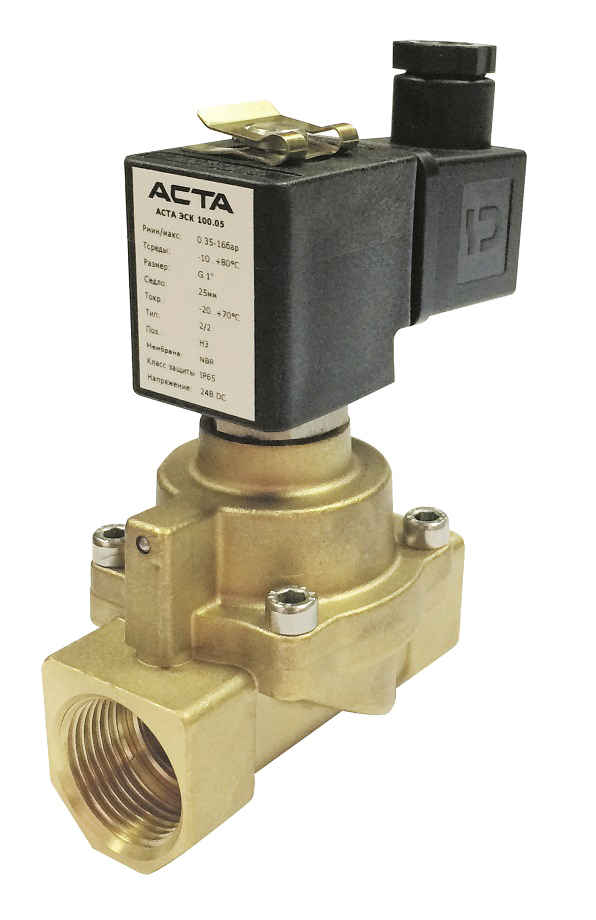 АСТА
АСТА ЭСК 100.05
Рмин/макс: 0.35-16бар
Тсреды: -10..+80°C
Размер: G 1"
Седло: 25мм
Токр.: -20..+70°C
Тип: 2/2
Поз.: НЗ
Мембрана: NBR
Класс защиты: IP65
Напряжение: 24В DC